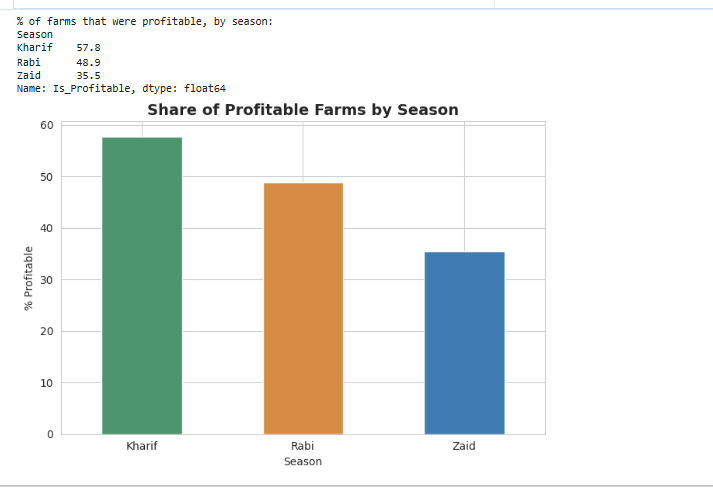 % of farms that were profitable, by season:
Season
Kharif    57.8
Rabi      48.9
Zaid      35.5
Name: Is_Profitable, dtype: float64
Share of Profitable Farms by Season
% Profitable
60
50
40
30
20
10
0
Kharif
Rabi
Zaid
Season